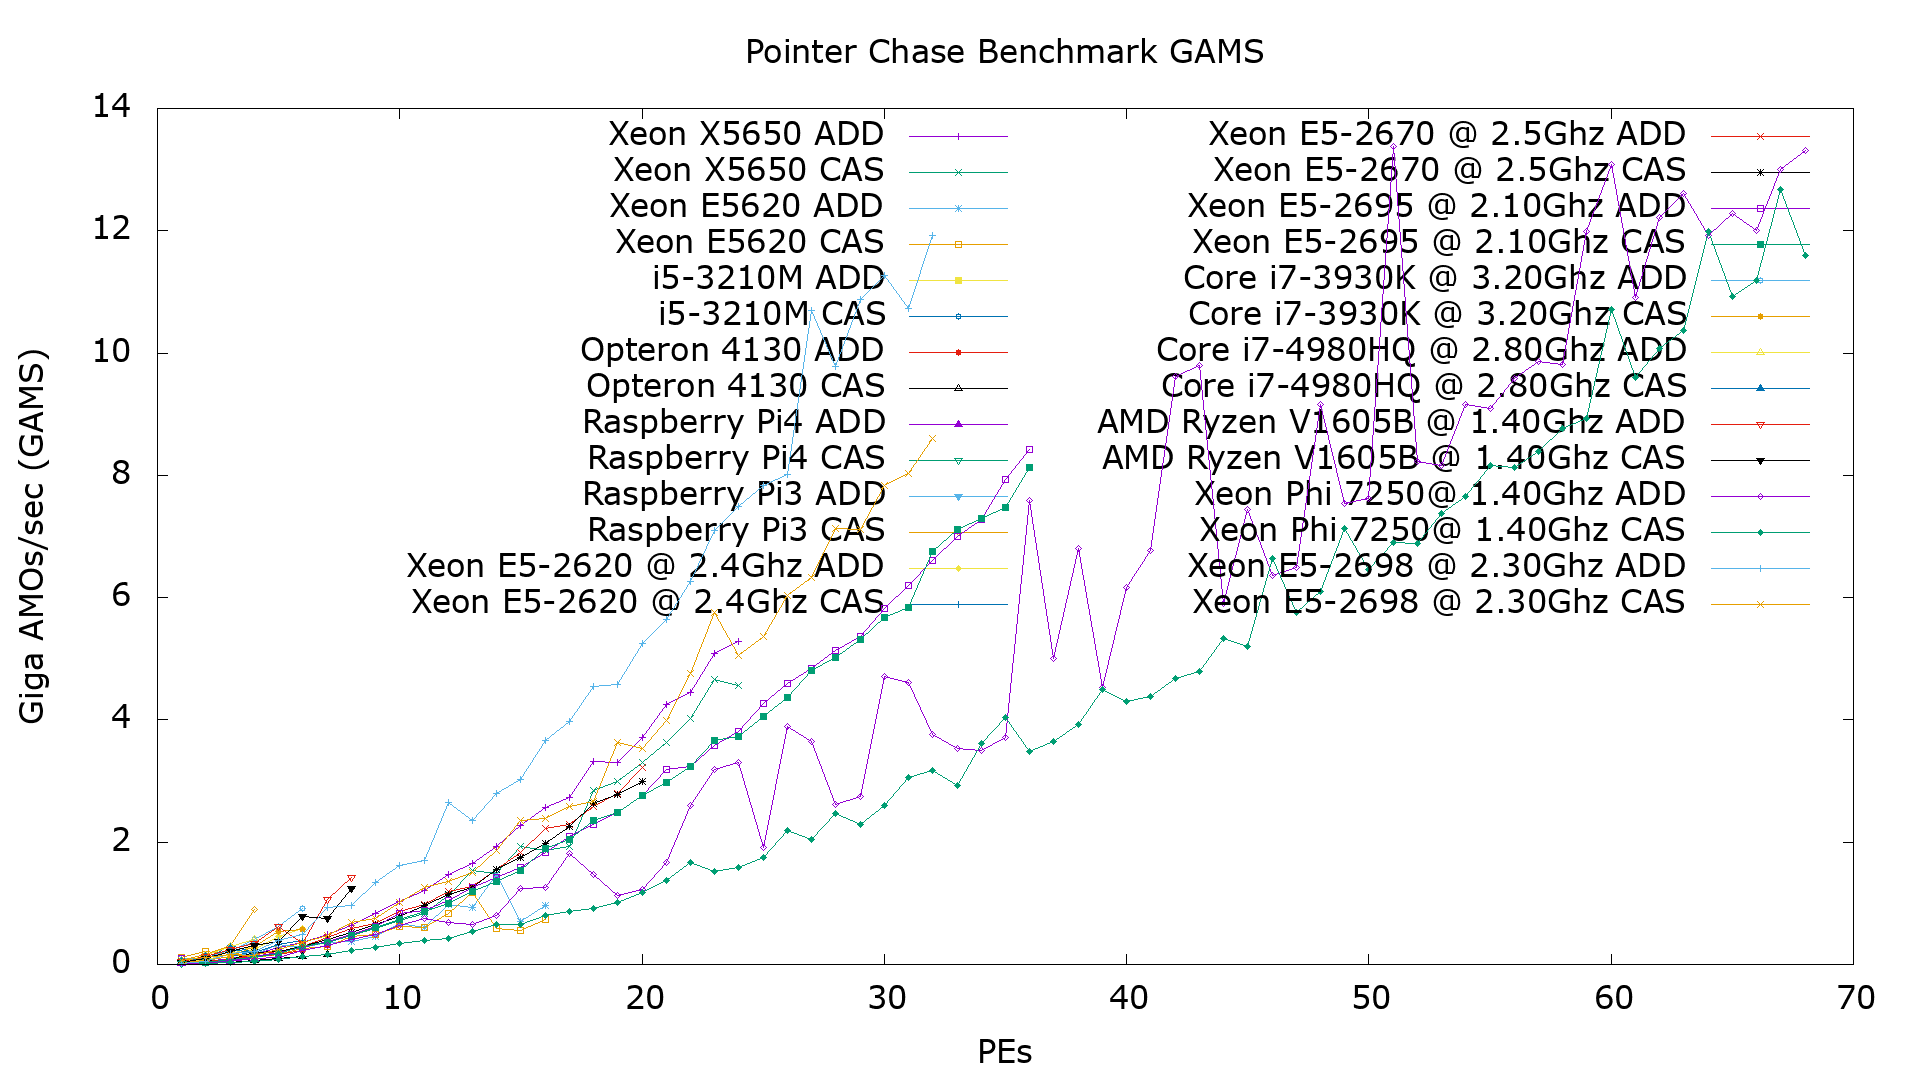 Pointer Chase Benchmark GAMS
Giga AMOs/sec (GAMS)
14
12
10
8
6
4
2
0
Xeon X5650 ADD
Xeon X5650 CAS
Xeon E5620 ADD
Xeon E5620 CAS
i5-3210M ADD
i5-3210M CAS
Opteron 4130 ADD
Opteron 4130 CAS
Raspberry Pi4 ADD
Raspberry Pi4 CAS
Raspberry Pi3 ADD
Raspberry Pi3 CAS
Xeon E5-2620 @ 2.4Ghz ADD
Xeon E5-2620 @ 2.4Ghz CAS
Xeon E5-2670 @ 2.5Ghz ADD
Xeon E5-2670 @ 2.5Ghz CAS
Xeon E5-2695 @ 2.10Ghz ADD
Xeon E5-2695 @ 2.10Ghz CAS
Core i7-3930K @ 3.20Ghz ADD
Core i7-3930K @ 3.20Ghz CAS
Core i7-4980HQ @ 2.80Ghz ADD
Core i7-4980HQ @ 2.80Ghz CAS
AMD Ryzen V1605B @ 1.40Ghz ADD
AMD Ryzen V1605B @ 1.40Ghz CAS
Xeon Phi 7250@ 1.40Ghz ADD
Xeon Phi 7250@ 1.40Ghz CAS
Xeon E5-2698 @ 2.30Ghz ADD
Xeon E5-2698 @ 2.30Ghz CAS
0 10 20 30 40 50 60 70
PEs